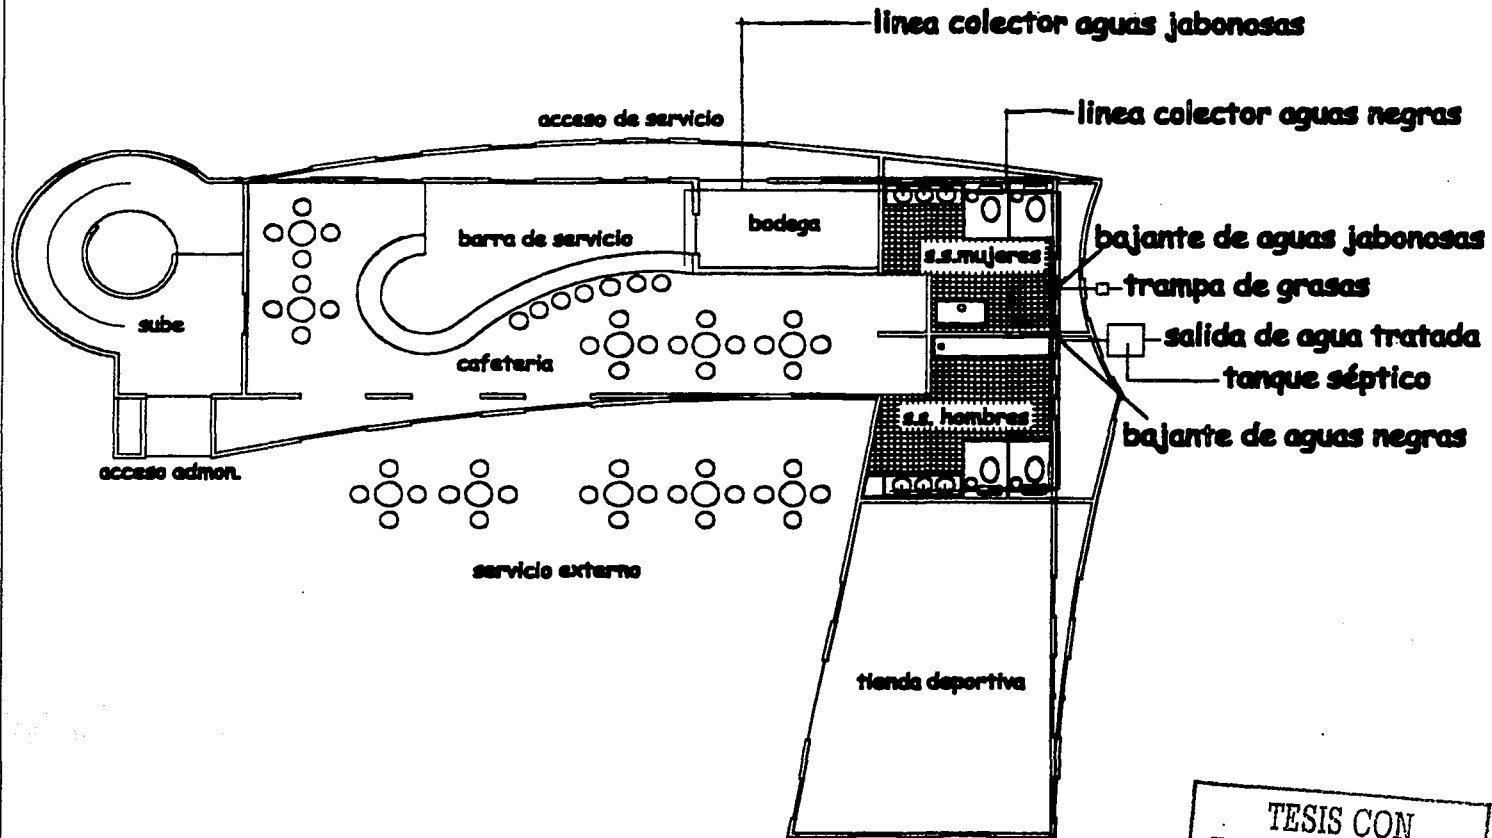 linea colector aguas jabonosas
linea colector aguas negras
acceso de servicio
bodega
barra de servicio
s.s.mujeres
bajante de aguas jabonosas
trampa de grasas
sube
salida de agua tratada
cafeteria
tanque séptico
s.s. hombres
bajante de aguas negras
acceso admon.
servicio externo
tienda deportiva
TESIS CON